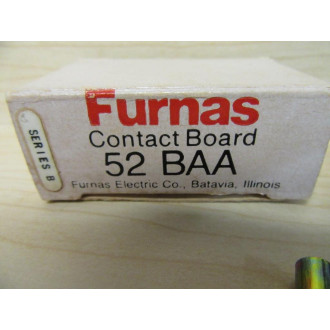 Furnas
Contact Board
52 BAA
Furnas Electric Co., Batavia, Illinois
SERIES B